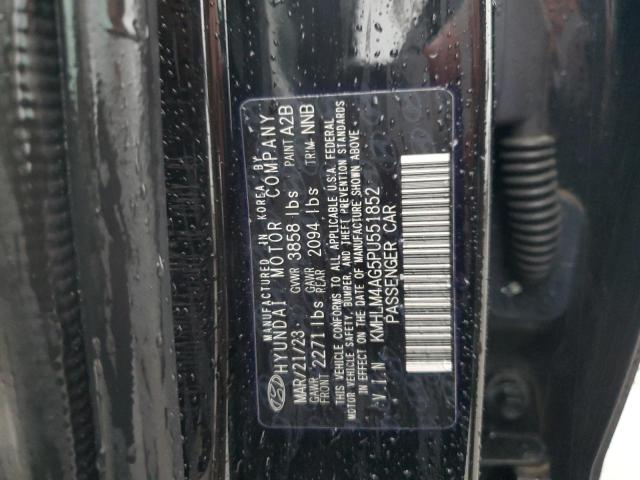 MANUFACTURED IN KOREA BY
HYUNDAI MOTOR COMPANY
MAR/21/23 GVWR 3858 lbs PAINT A2B
GAWR FRONT 2271 lbs GAWR REAR 2094 lbs TRIM NNB
THIS VEHICLE CONFORMS TO ALL APPLICABLE U.S.A. FEDERAL
MOTOR VEHICLE SAFETY, BUMPER, AND THEFT PREVENTION STANDARDS
IN EFFECT ON THE DATE OF MANUFACTURE SHOWN ABOVE.
V.I.N KMHLM4AG5PU551852
PASSENGER CAR